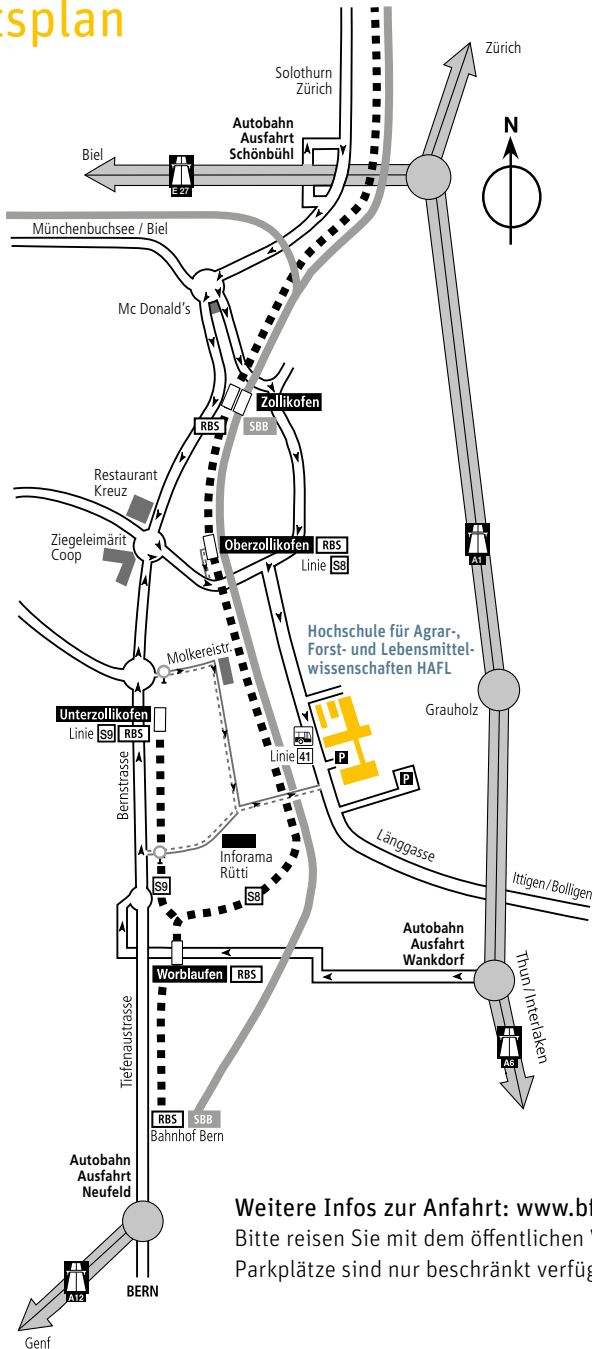 tsplan
Zürich
Solothurn
Zürich
Autobahn
Ausfahrt
Schönbühl
N
Biel
E 27
Münchenbuchsee / Biel
Mc Donald's
Zollikofen
RBS SBB
Restaurant
Kreuz
Ziegeleimärit
Coop
Oberzollikofen RBS
Linie S8
A1
Hochschule für Agrar-,
Forst- und Lebensmittel-
wissenschaften HAFL
Molkereistr.
Grauholz
Unterzollikofen
Linie S9 RBS
Linie 41
P
P
Bernstrasse
Inforama
Rütti
Länggasse
S9
S8
Ittigen/Bolligen
Autobahn
Ausfahrt
Wankdorf
Worblaufen RBS
Thun/Interlaken
A6
Tiefenaustrasse
RBS SBB
Bahnhof Bern
Autobahn
Ausfahrt
Neufeld
A12
BERN
Genf
Weitere Infos zur Anfahrt: www.bf
Bitte reisen Sie mit dem öffentlichen V
Parkplätze sind nur beschränkt verfüg